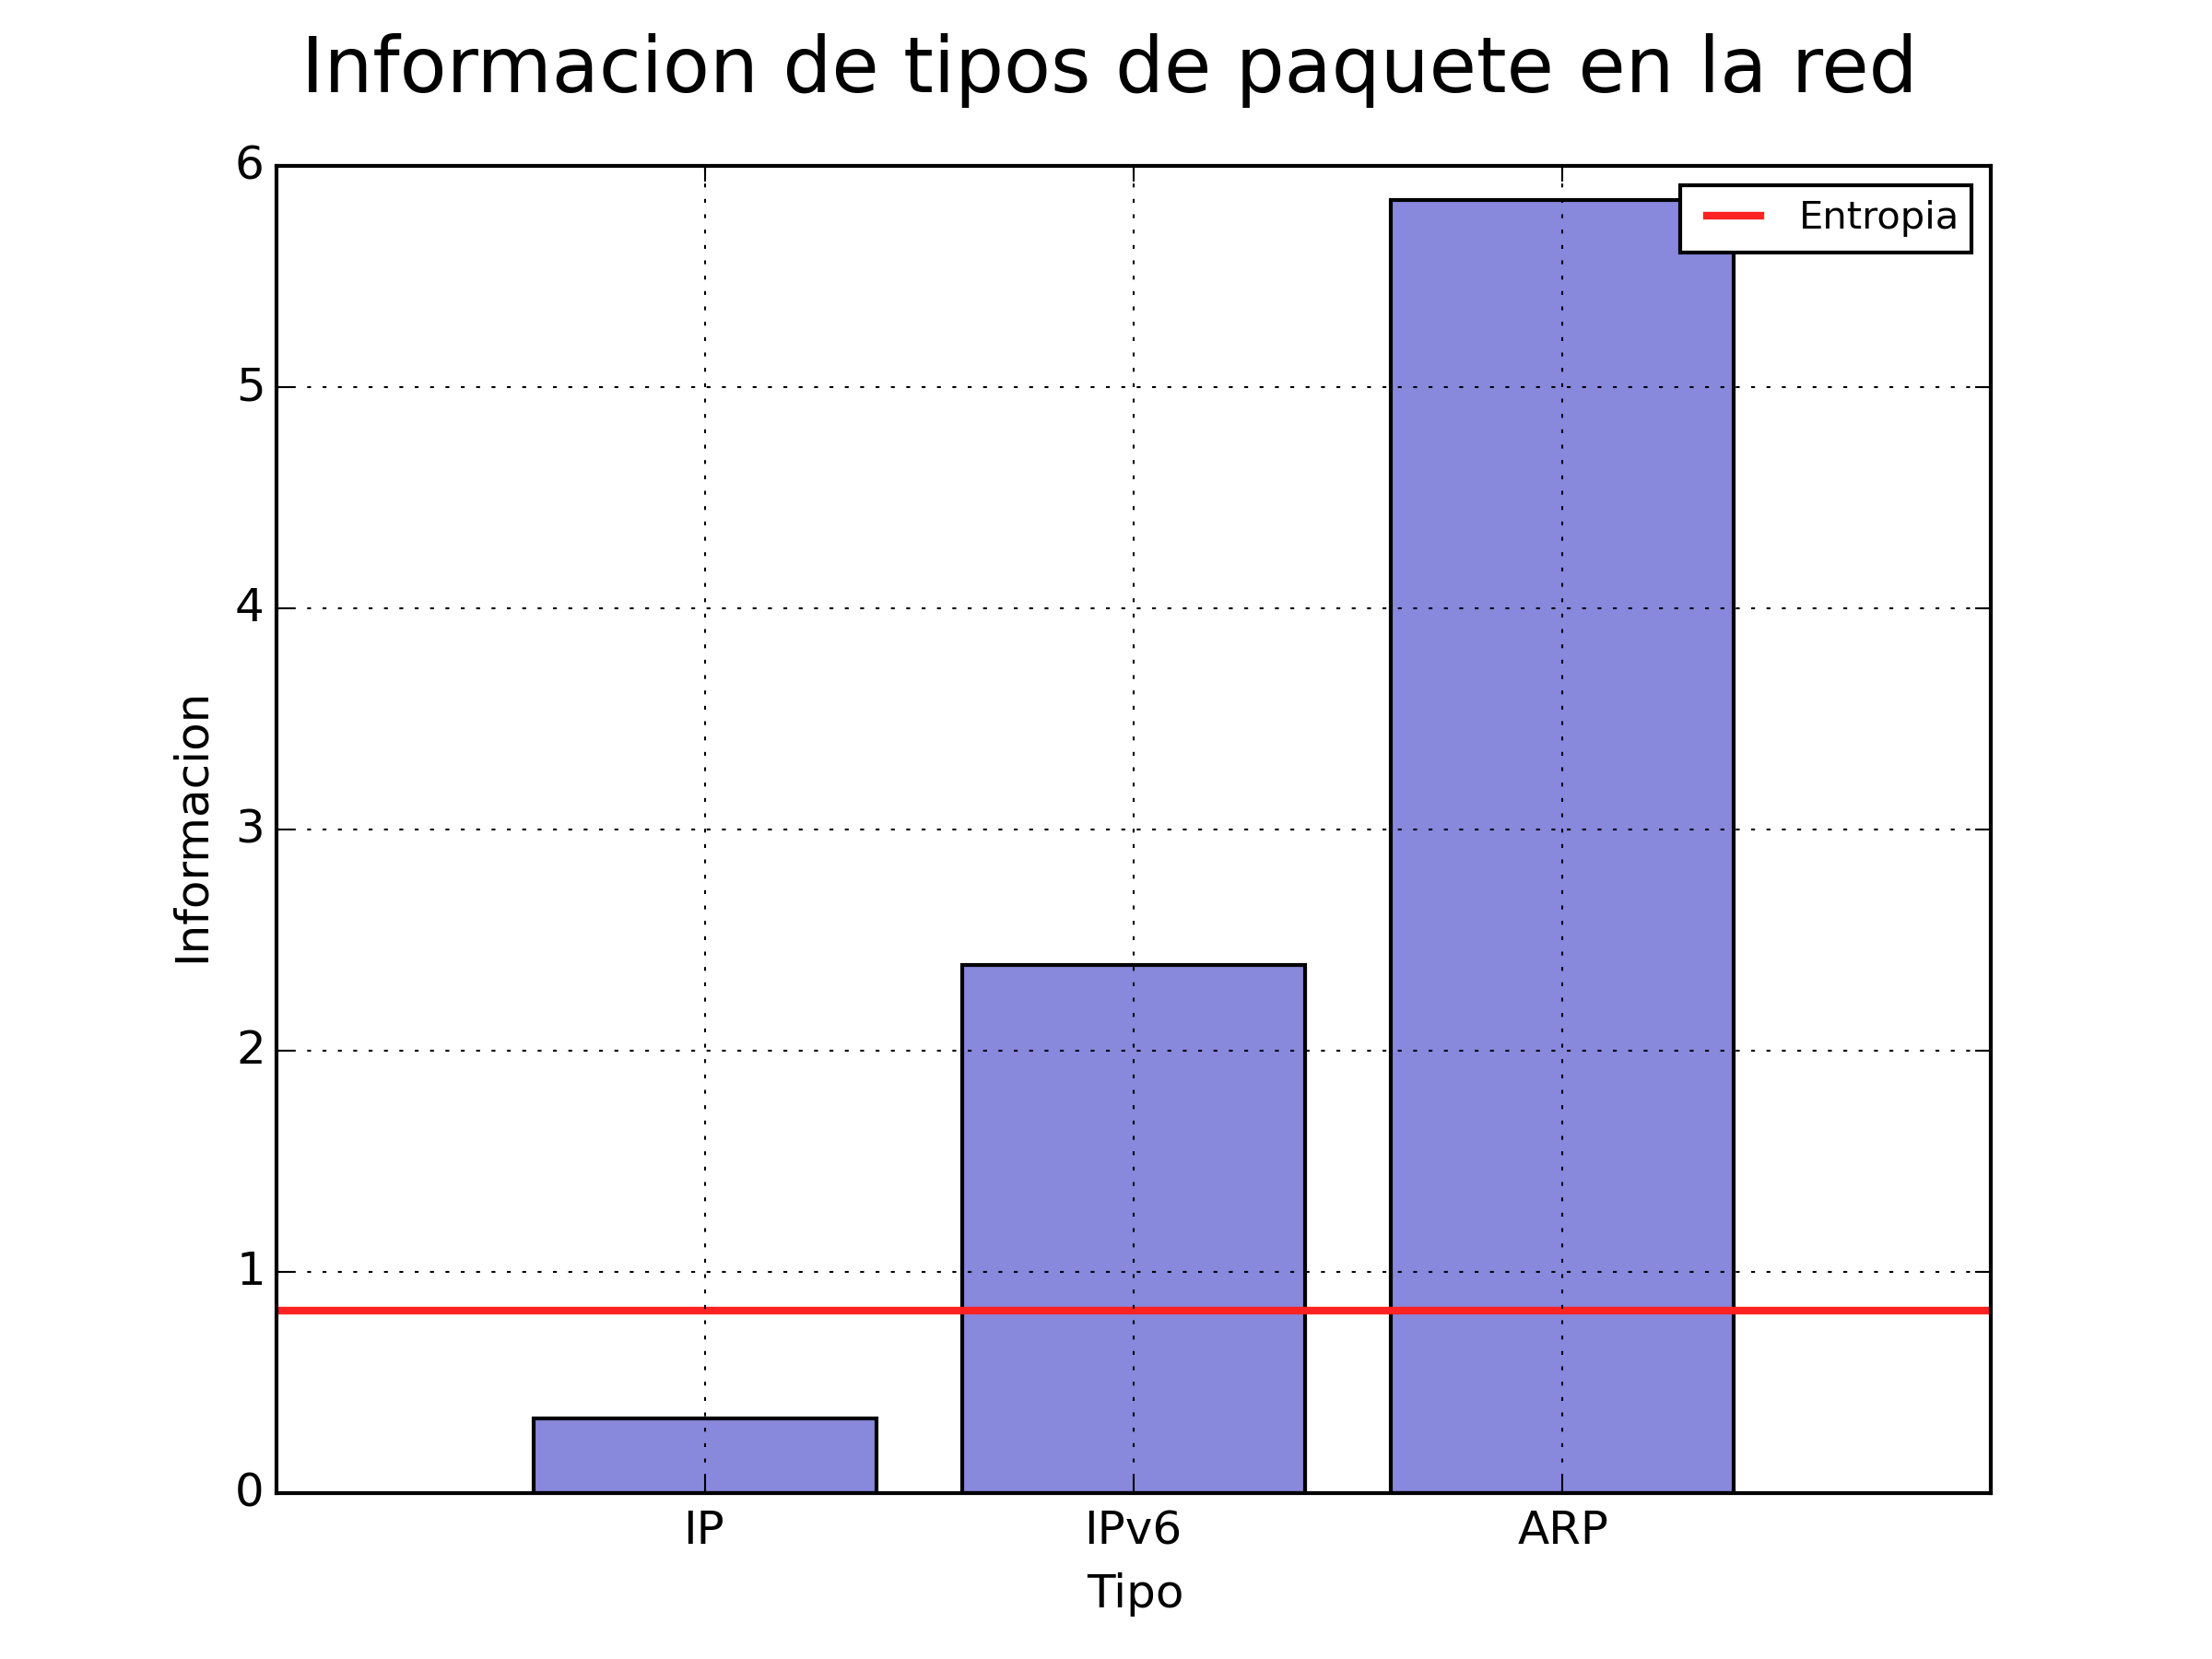 Informacion de tipos de paquete en la red
6
5
4
3
2
1
0
Informacion
Entropia
IP IPv6 ARP
Tipo